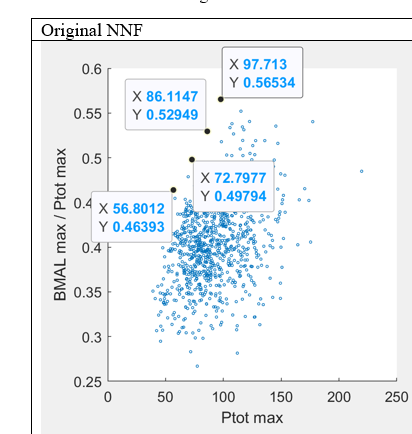 Original NNF
X 97.713
Y 0.56534
X 86.1147
Y 0.52949
X 72.7977
Y 0.49794
X 56.8012
Y 0.46393
0.6
0.55
0.5
0.4
0.35
0.3
0.25
BMAL max / Ptot max
0 50 100 150 200 250
Ptot max